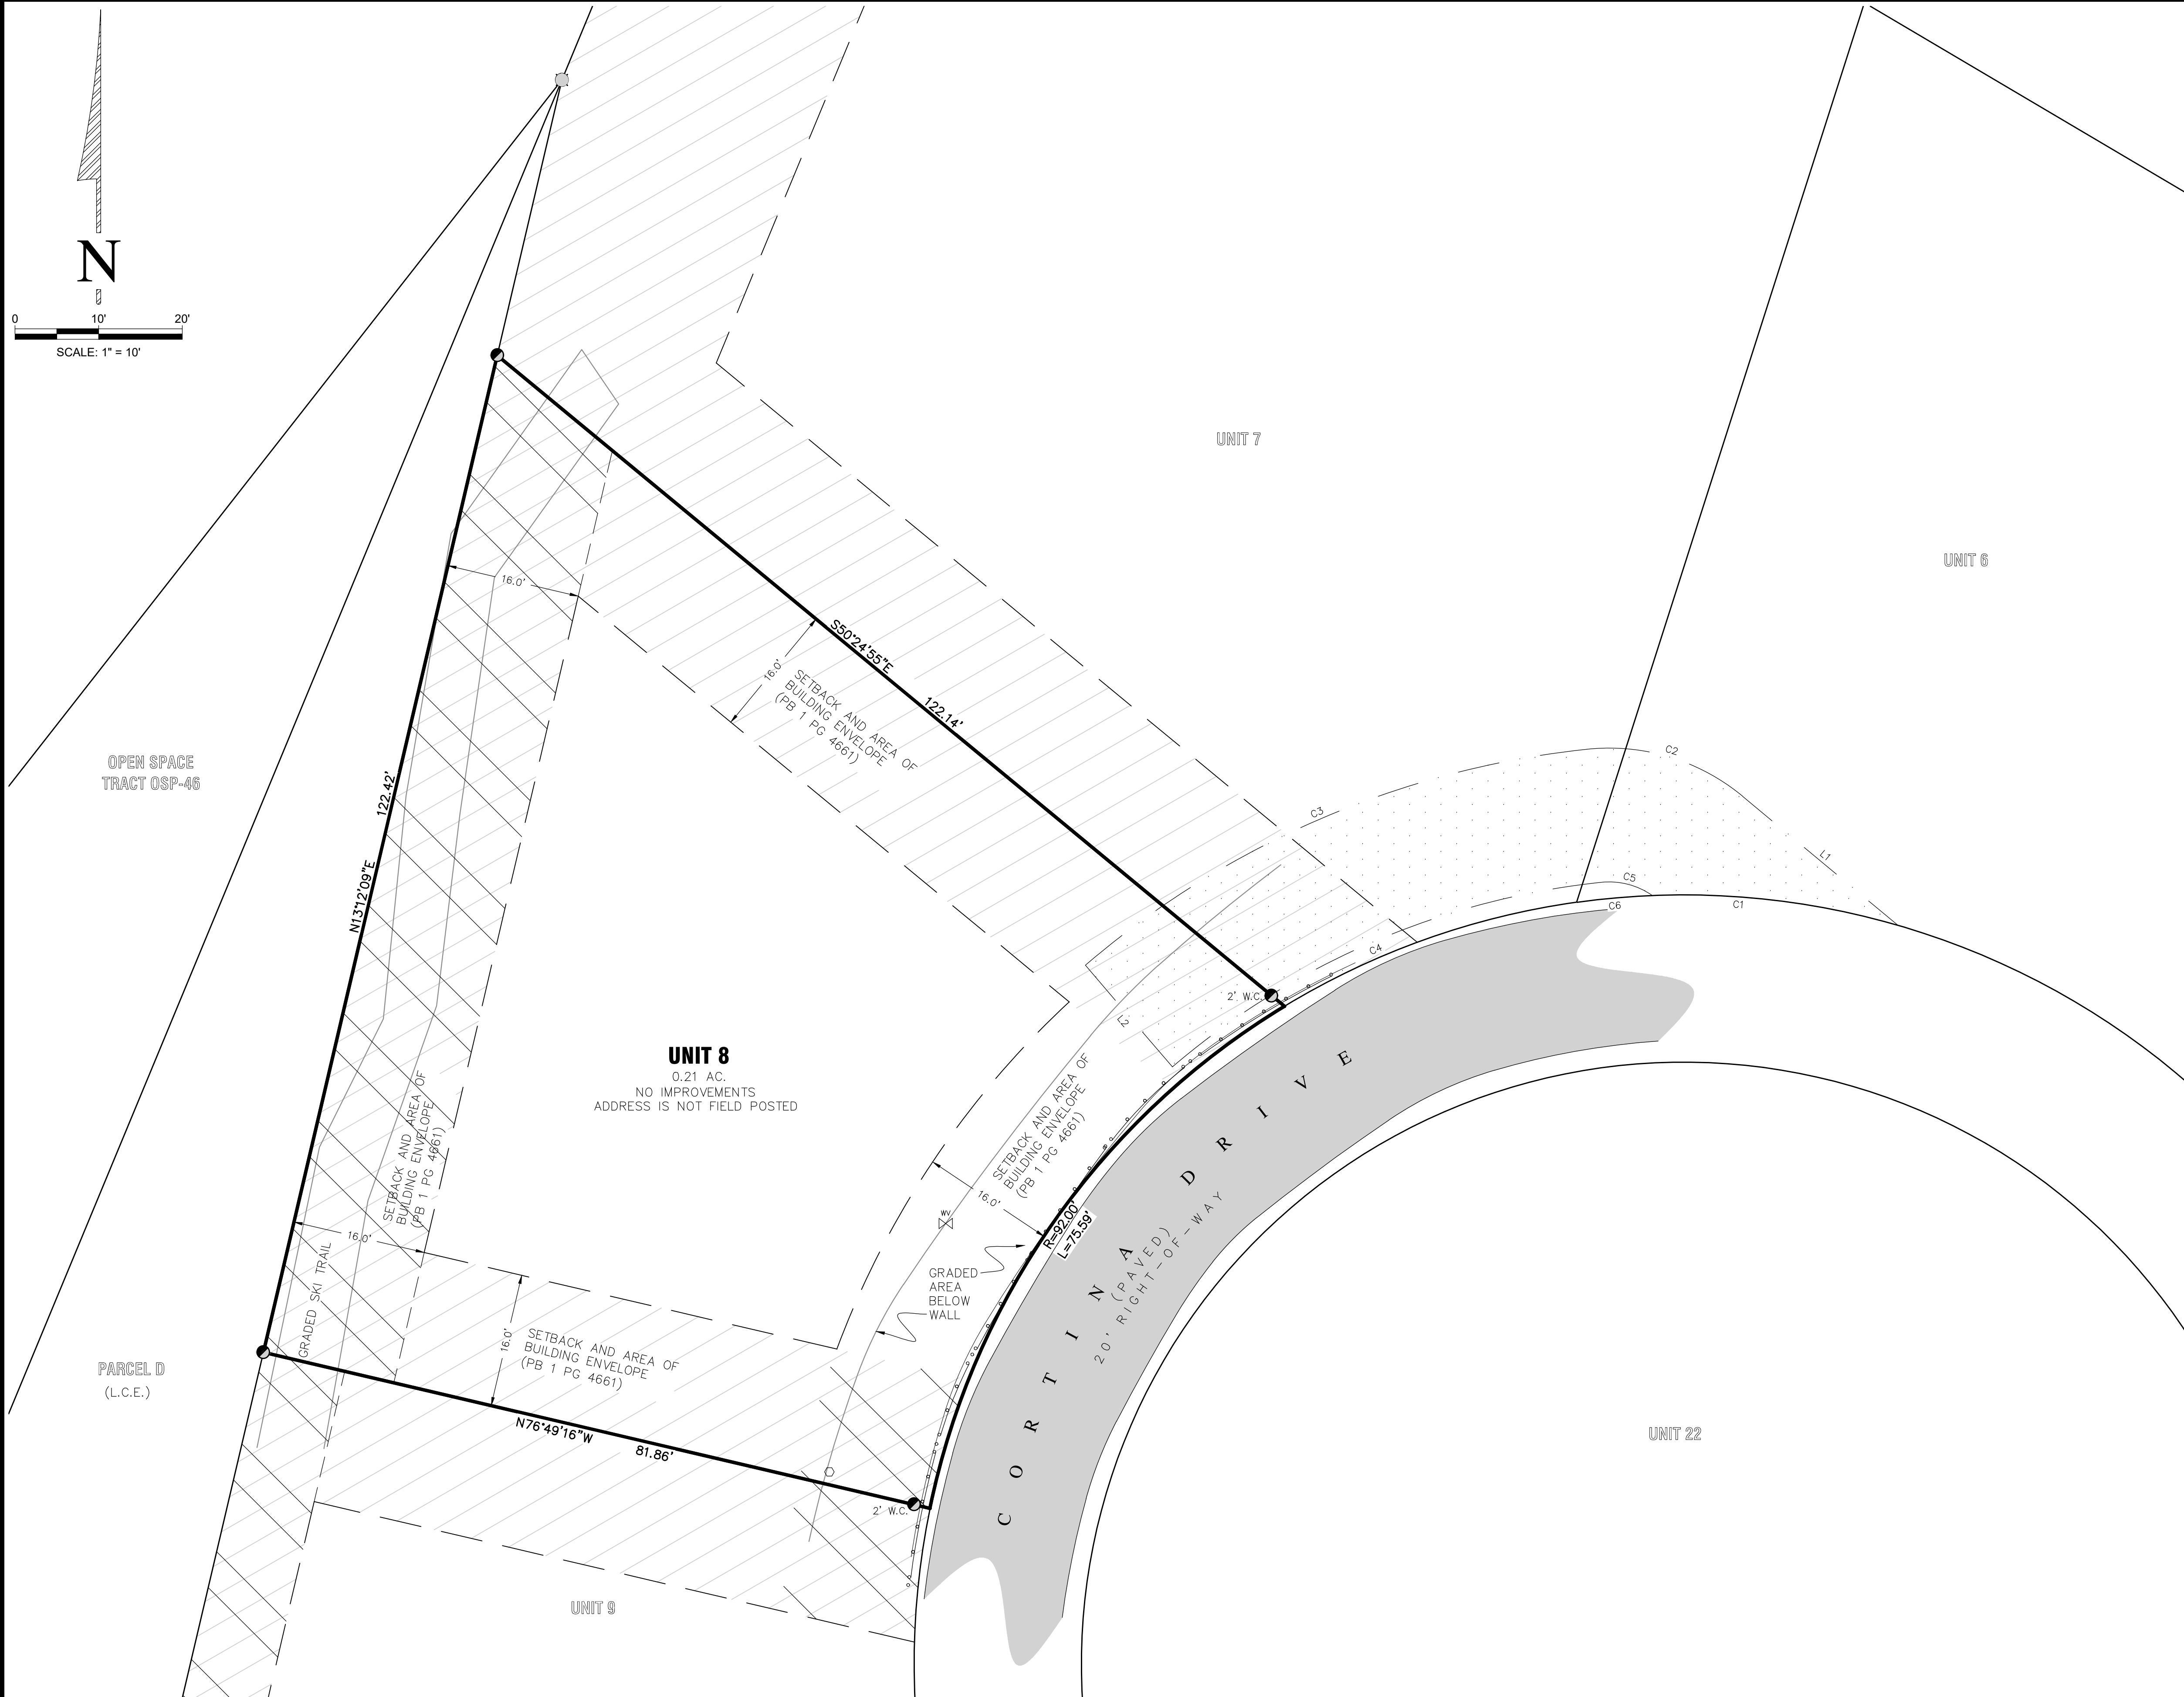 N
0 10' 20'
SCALE: 1" = 10'
UNIT 7
UNIT 6
16.0'
S50°24'55"E
122.14'
16.0'
SETBACK AND AREA OF
BUILDING ENVELOPE
(PB 1 PG 4661)
OPEN SPACE
TRACT OSP-46
122.42'
N13°12'09"E
C2
C3
L1
C5
C6
C1
C4
2' W.C.
L2
UNIT 8
0.21 AC.
NO IMPROVEMENTS
ADDRESS IS NOT FIELD POSTED
SETBACK AND AREA OF
BUILDING ENVELOPE
(PB 1 PG 4661)
SETBACK AND AREA OF
BUILDING ENVELOPE
(PB 1 PG 4661)
16.0'
WV
R=92.00'
L=75.59'
CORTINA DRIVE
(PAVED)
20' RIGHT-OF-WAY
16.0'
GRADED SKI TRAIL
GRADED
AREA
BELOW
WALL
16.0'
SETBACK AND AREA OF
BUILDING ENVELOPE
(PB 1 PG 4661)
PARCEL D
(L.C.E.)
N76°49'16"W
81.86'
2' W.C.
UNIT 22
UNIT 9